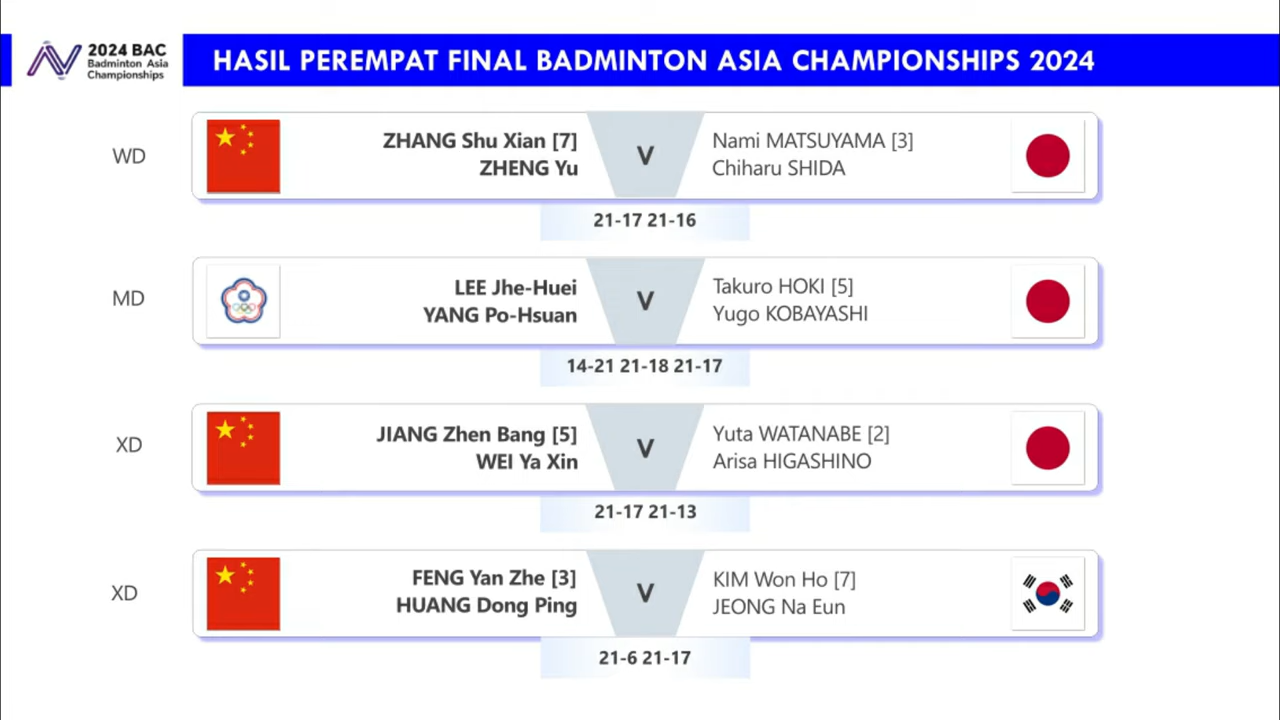 2024 BAC
Badminton Asia
Championships
HASIL PEREMPAT FINAL BADMINTON ASIA CHAMPIONSHIPS 2024
WD
ZHANG Shu Xian [7]
ZHENG Yu
V
Nami MATSUYAMA [3]
Chiharu SHIDA
21-17 21-16
MD
LEE Jhe-Huei
YANG Po-Hsuan
V
Takuro HOKI [5]
Yugo KOBAYASHI
14-21 21-18 21-17
XD
JIANG Zhen Bang [5]
WEI Ya Xin
V
Yuta WATANABE [2]
Arisa HIGASHINO
21-17 21-13
XD
FENG Yan Zhe [3]
HUANG Dong Ping
V
KIM Won Ho [7]
JEONG Na Eun
21-6 21-17